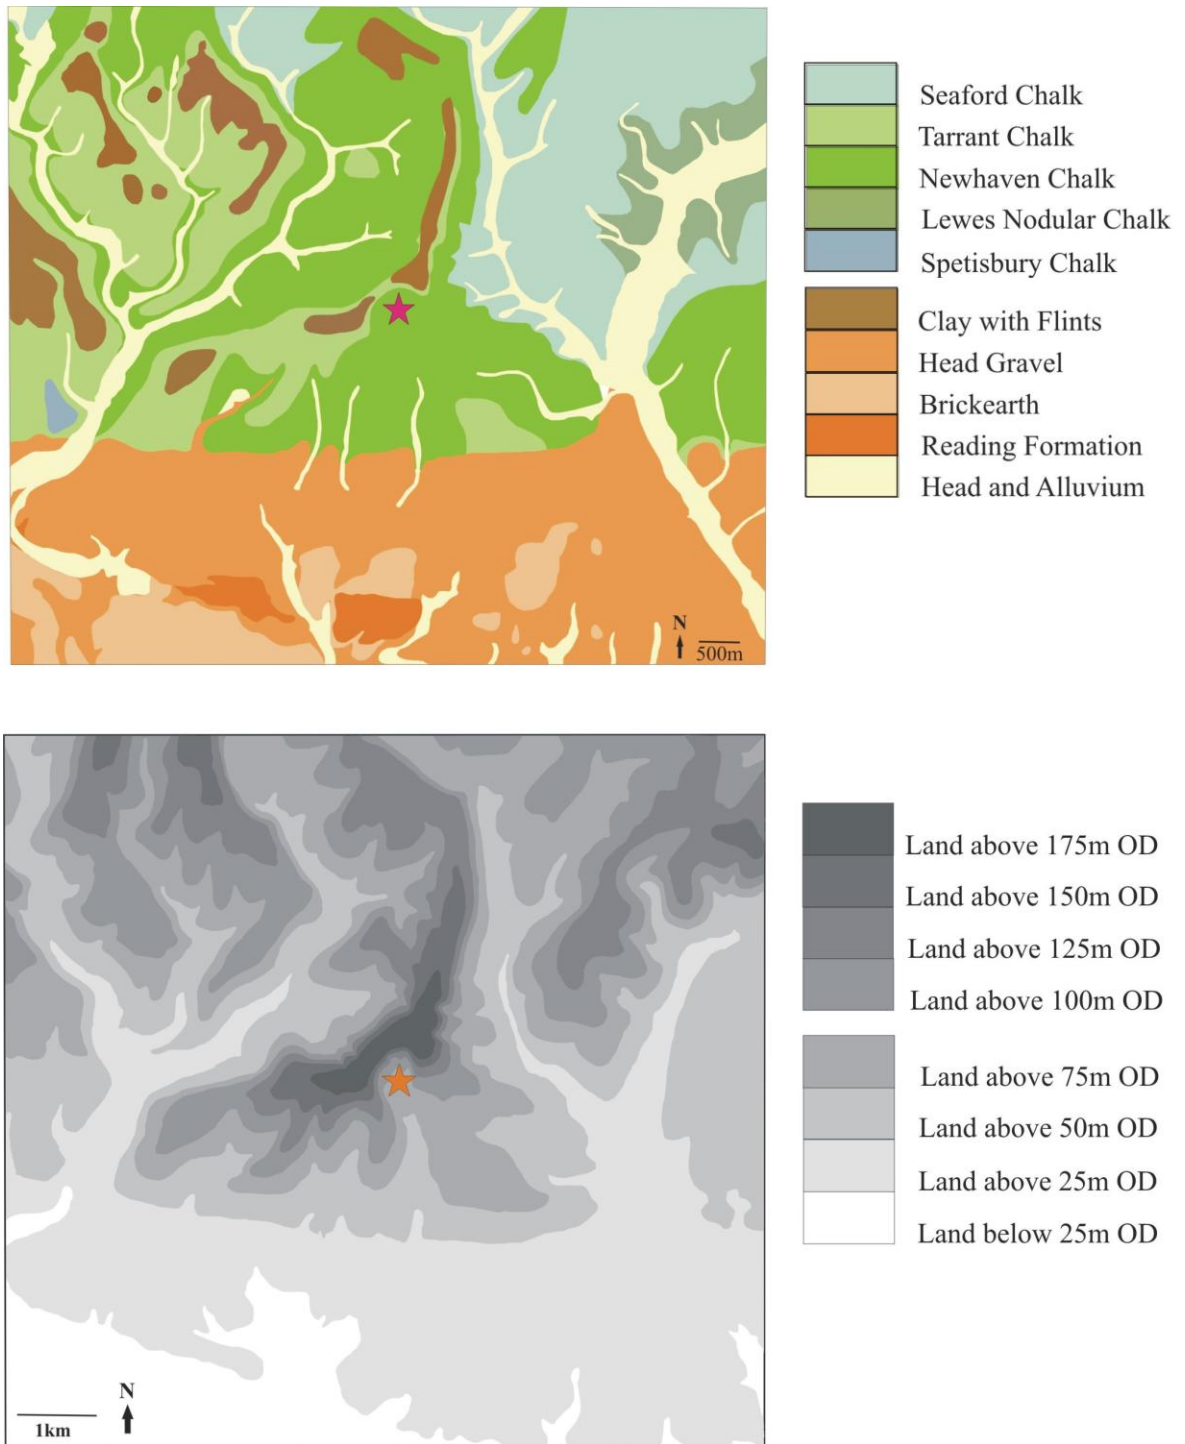 Seaford Chalk
Tarrant Chalk
Newhaven Chalk
Lewes Nodular Chalk
Spetisbury Chalk
Clay with Flints
Head Gravel
Brickearth
Reading Formation
Head and Alluvium
N
500m
Land above 175m OD
Land above 150m OD
Land above 125m OD
Land above 100m OD
Land above 75m OD
Land above 50m OD
Land above 25m OD
Land below 25m OD
N
1km